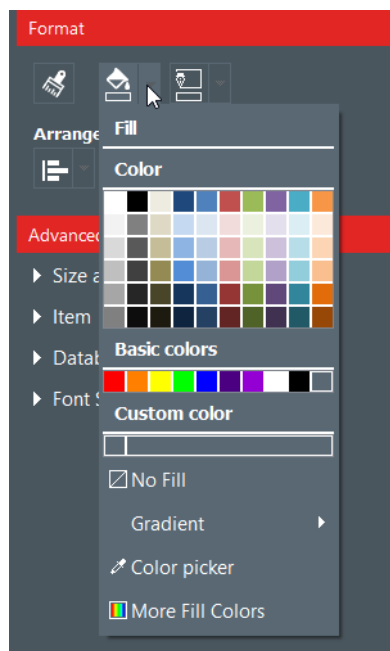 Format
Arrange
Fill
Color
Advanced
Size a
Item
Datab
Font S
Basic colors
Custom color
No Fill
Gradient
Color picker
More Fill Colors